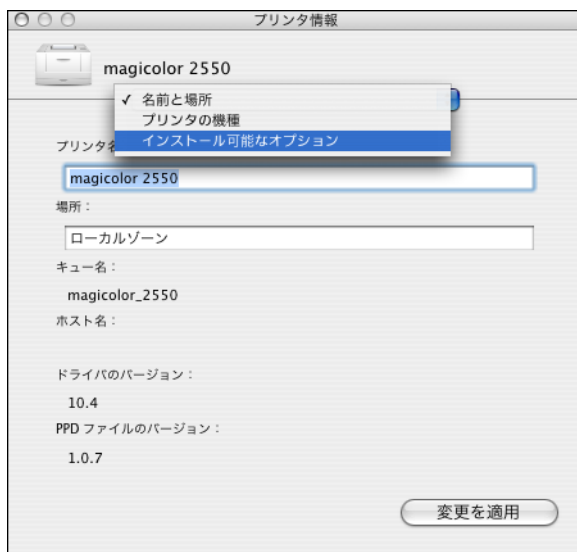 プリンタ情報
magicolor 2550
✓ 名前と場所
プリンタの機種
インストール可能なオプション
プリンタ名
magicolor 2550
場所：
ローカルゾーン
キュー名：
magicolor_2550
ホスト名：
ドライバのバージョン：
10.4
PPD ファイルのバージョン：
1.0.7
変更を適用